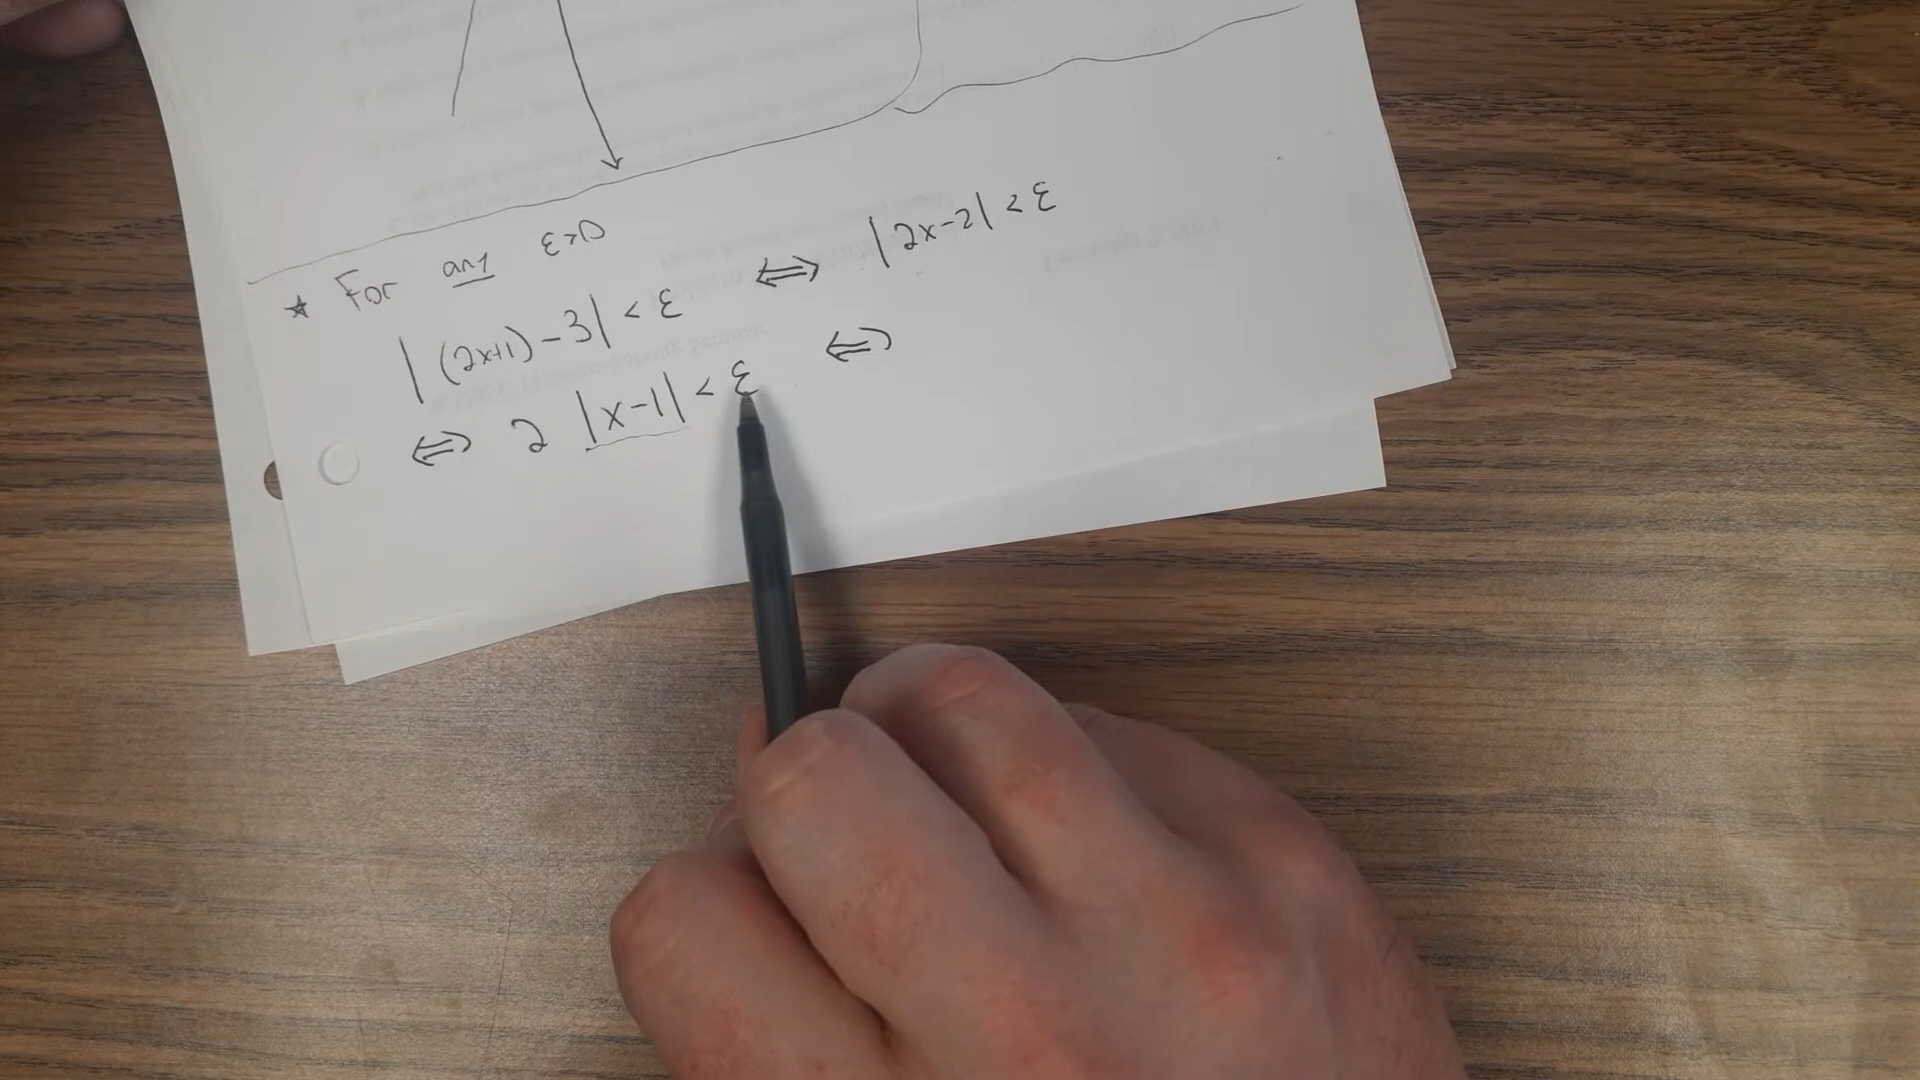 * For any ε>0
|(2x+1)-3| < ε ⇔ |2x-2| < ε
⇔ 2 |x-1| < ε ⇔